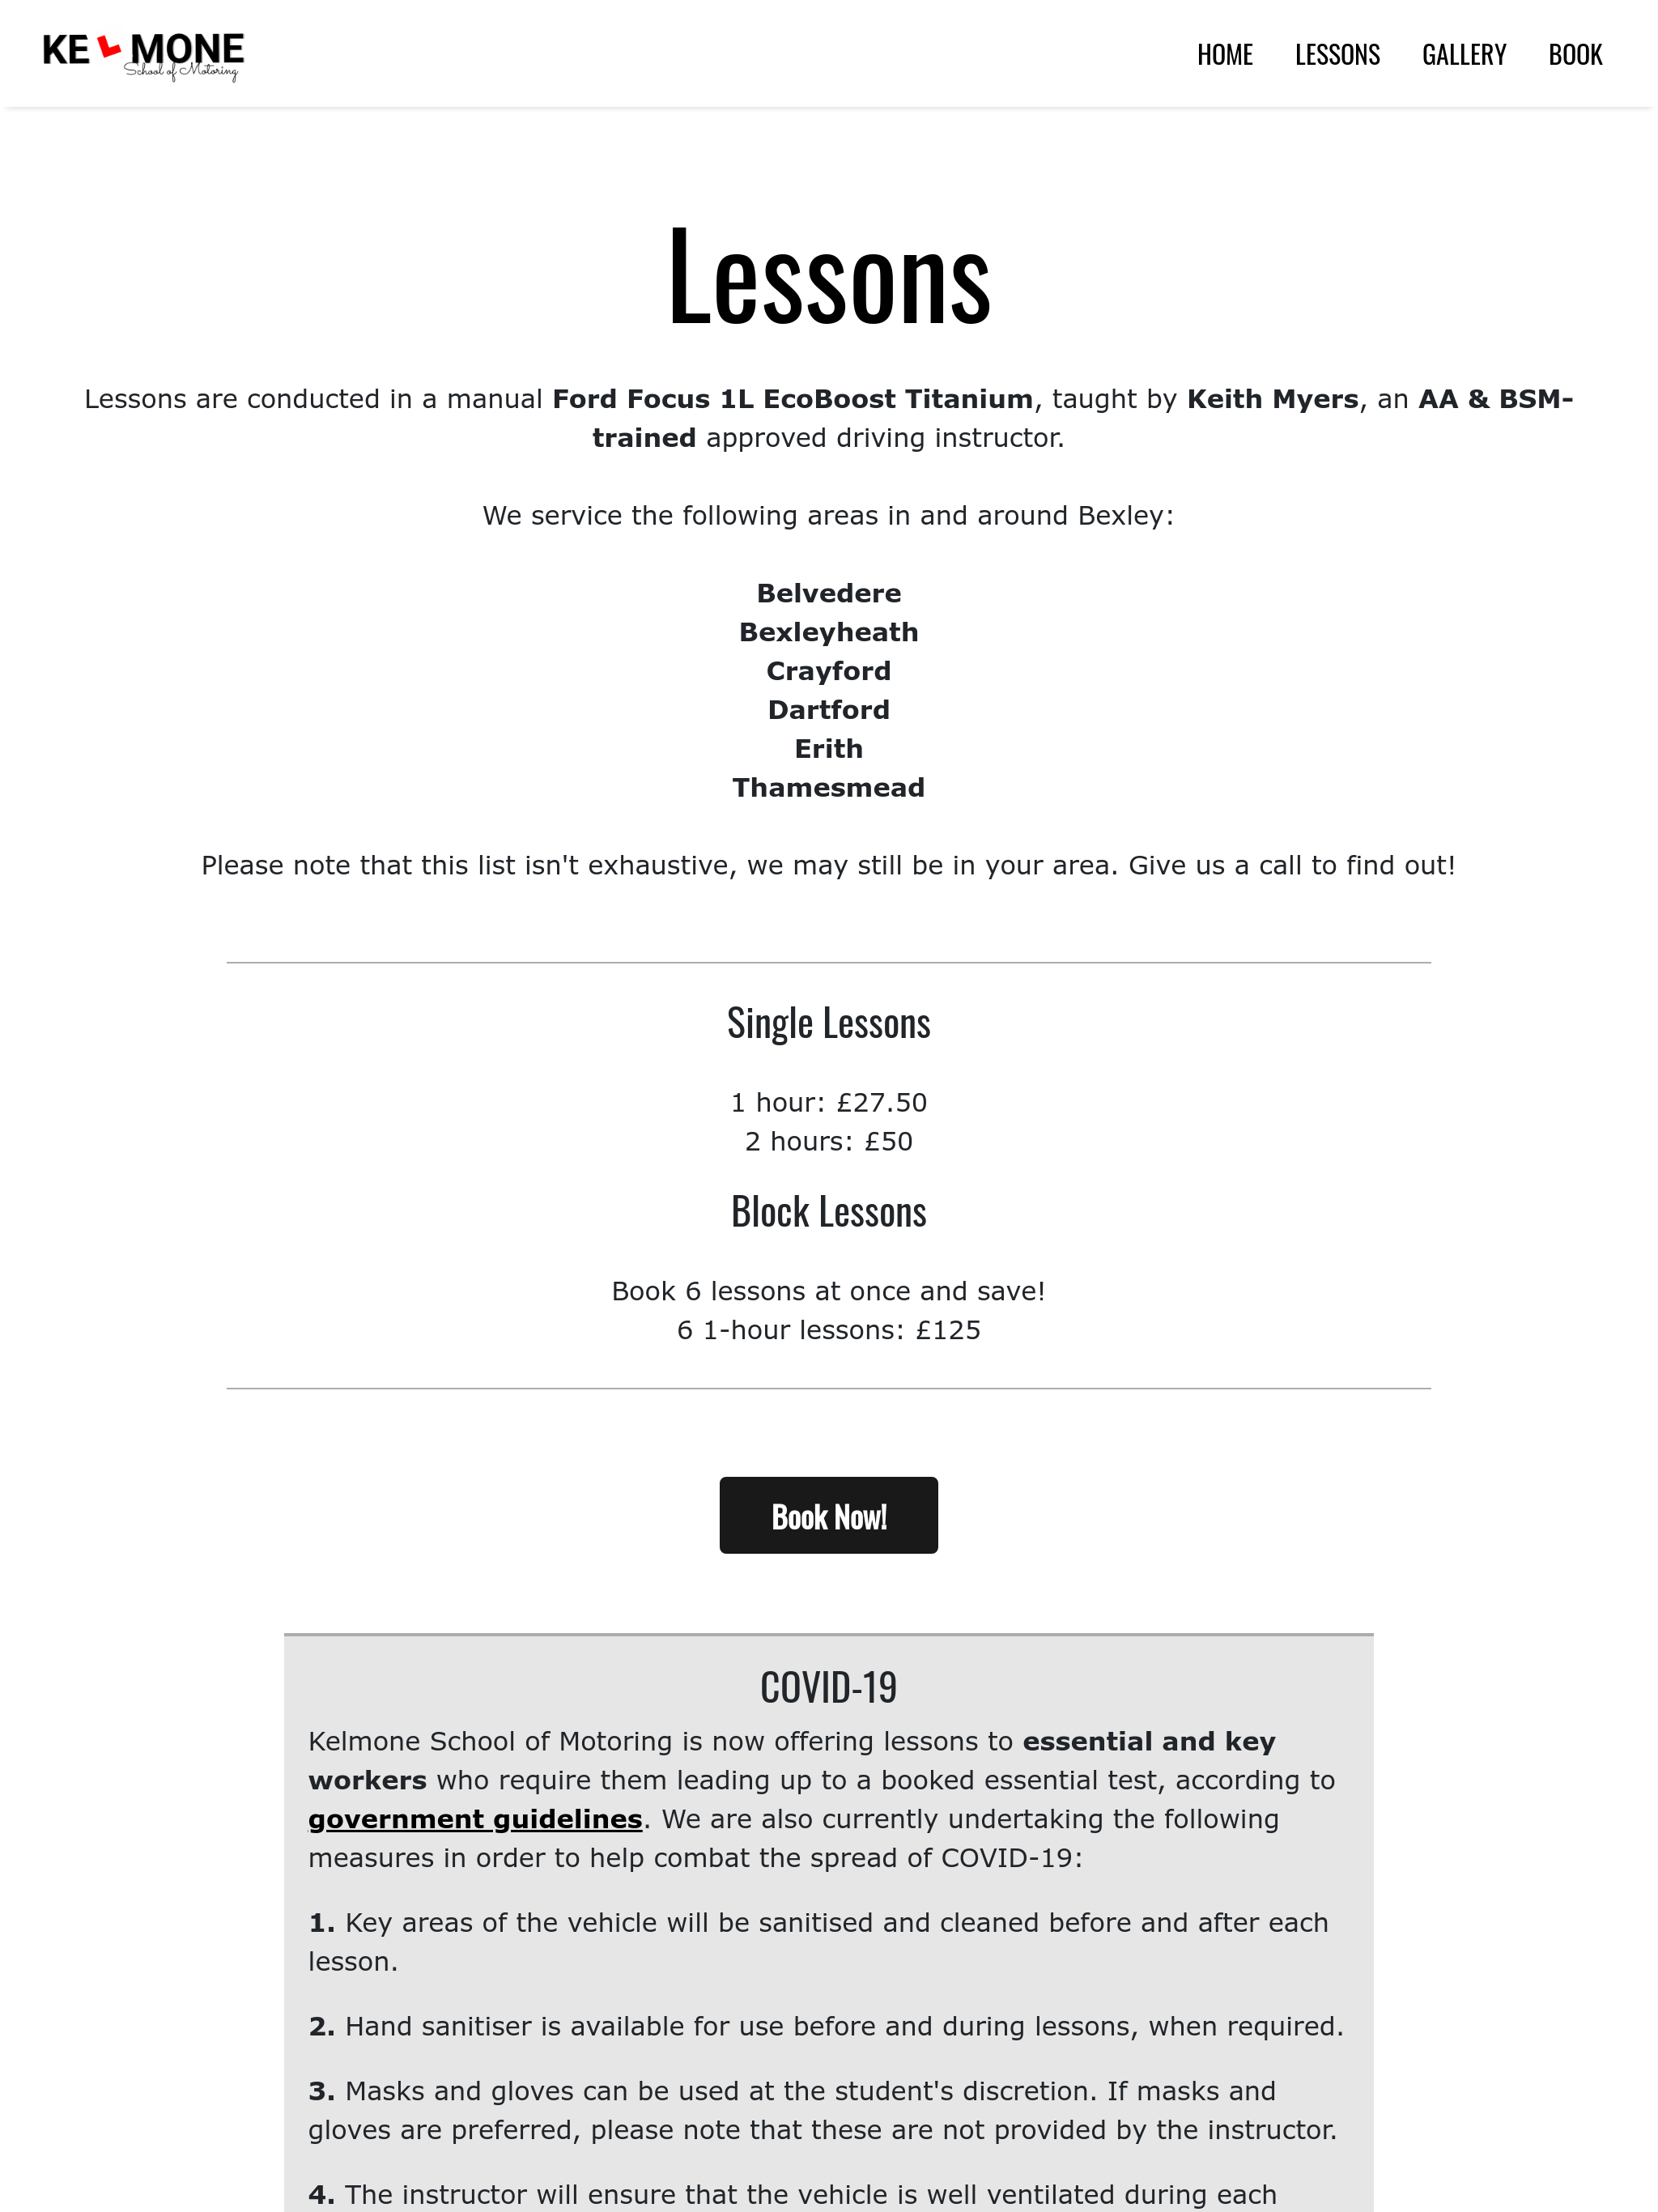 KE L MONE
School of Motoring
HOME LESSONS GALLERY BOOK
Lessons
Lessons are conducted in a manual Ford Focus 1L EcoBoost Titanium, taught by Keith Myers, an AA & BSM-
trained approved driving instructor.
We service the following areas in and around Bexley:
Belvedere
Bexleyheath
Crayford
Dartford
Erith
Thamesmead
Please note that this list isn't exhaustive, we may still be in your area. Give us a call to find out!
Single Lessons
1 hour: £27.50
2 hours: £50
Block Lessons
Book 6 lessons at once and save!
6 1-hour lessons: £125
Book Now!
COVID-19
Kelmone School of Motoring is now offering lessons to essential and key
workers who require them leading up to a booked essential test, according to
government guidelines. We are also currently undertaking the following
measures in order to help combat the spread of COVID-19:
1. Key areas of the vehicle will be sanitised and cleaned before and after each
lesson.
2. Hand sanitiser is available for use before and during lessons, when required.
3. Masks and gloves can be used at the student's discretion. If masks and
gloves are preferred, please note that these are not provided by the instructor.
4. The instructor will ensure that the vehicle is well ventilated during each